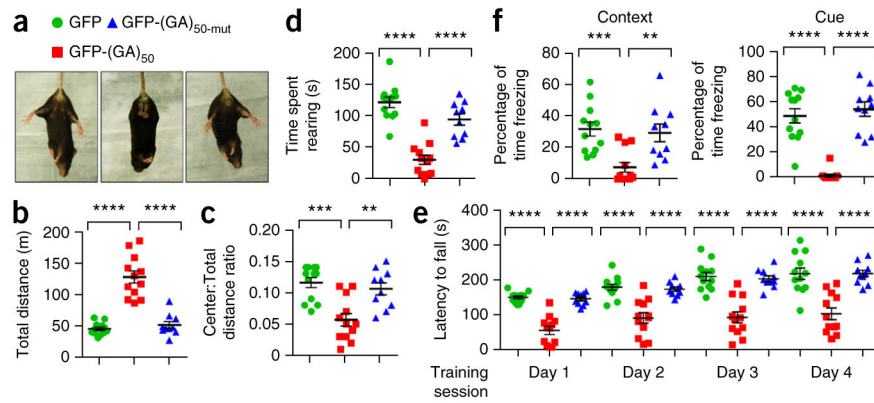 a
GFP GFP-(GA)50-mut
GFP-(GA)50
b
Total distance (m)
200
150
100
50
0
****
****
c
Center:Total
distance ratio
0.20
0.15
0.10
0.05
0
***
**
d
Time spent
rearing (s)
200
150
100
50
0
****
****
f
Context
Percentage of
time freezing
100
80
60
40
20
0
***
**
Cue
Percentage of
time freezing
100
80
60
40
20
0
****
****
e
Latency to fall (s)
400
300
200
100
0
**** **** **** **** **** **** **** ****
Training
session
Day 1 Day 2 Day 3 Day 4